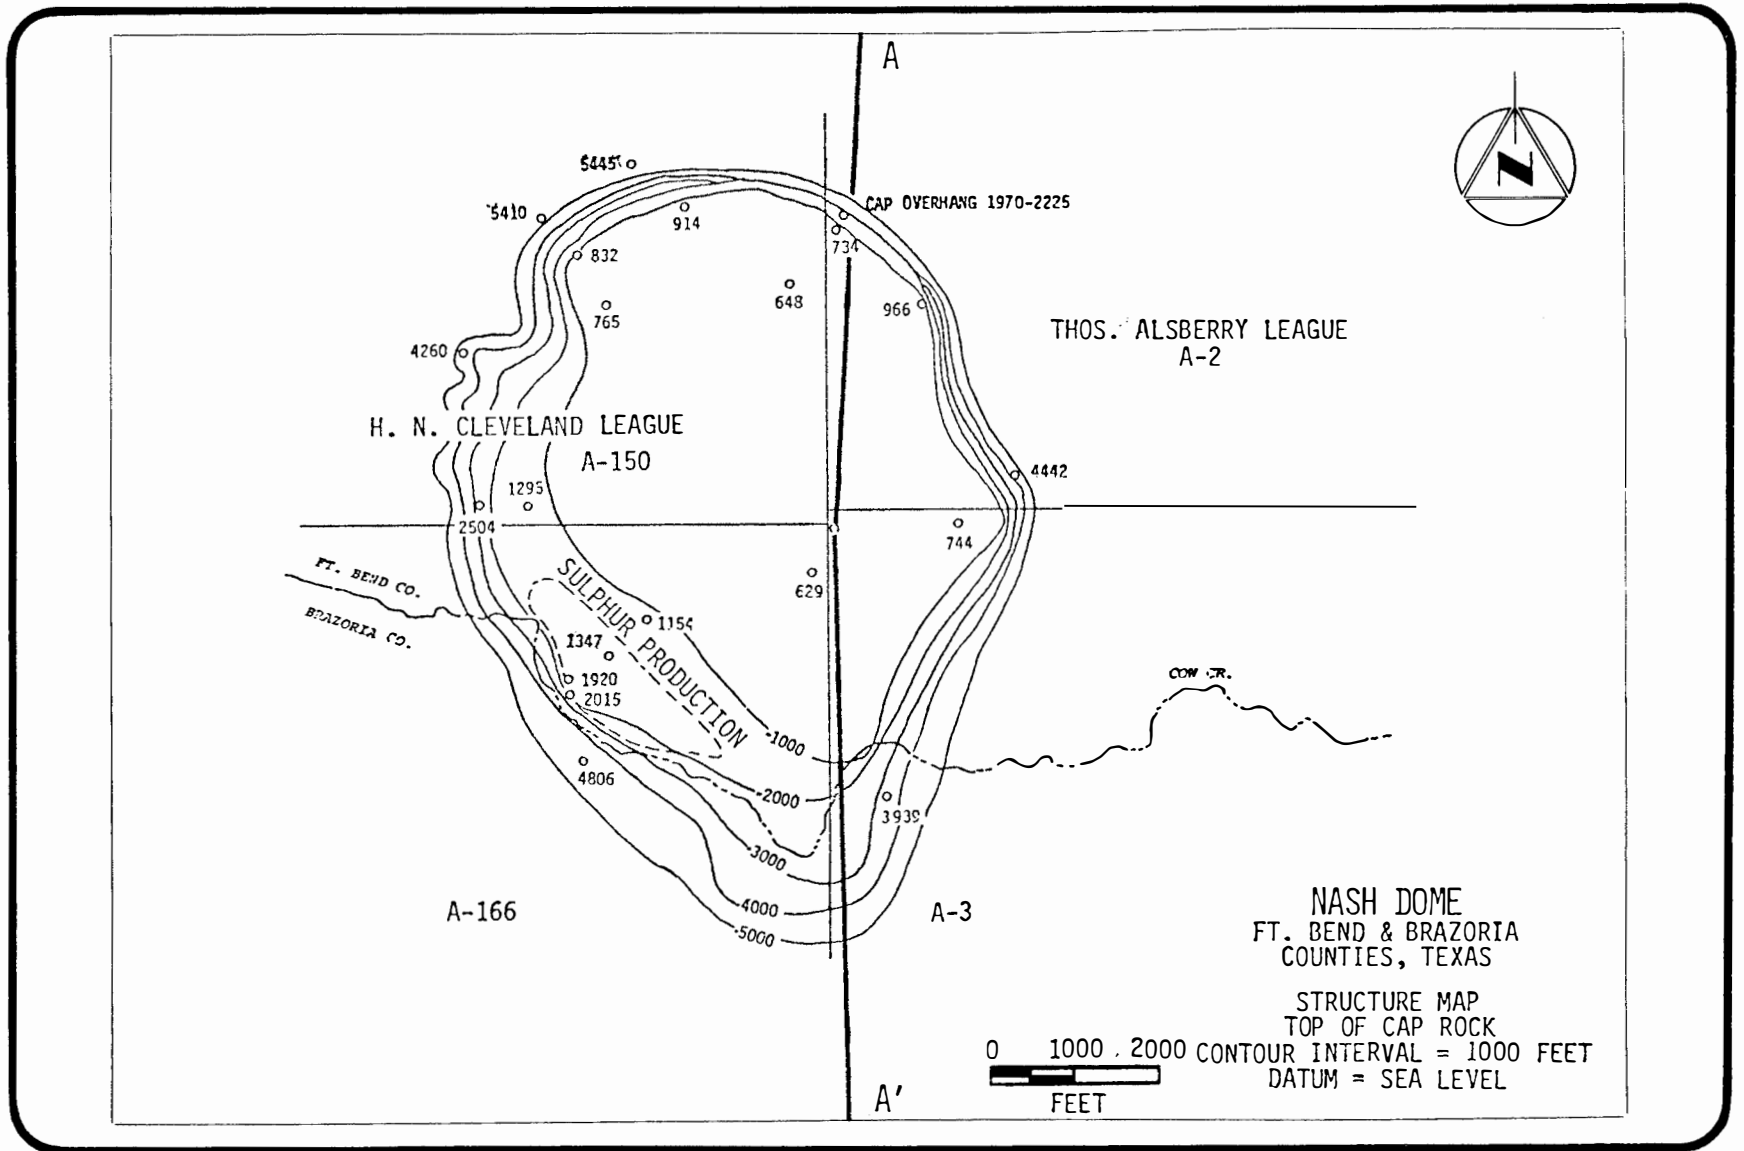 A
N
5445
5410
CAP OVERHANG 1970-2225
914
734
832
648
966
765
THOS. ALSBERRY LEAGUE
A-2
4260
H. N. CLEVELAND LEAGUE
A-150
4442
1295
2504
744
FT. BEND CO.
SULPHUR PRODUCTION
629
BRAZORIA CO.
1154
1347
1920
2015
-1000
4806
-2000
3939
-3000
NASH DOME
A-166
-4000
A-3
FT. BEND & BRAZORIA
-5000
COUNTIES, TEXAS
STRUCTURE MAP
TOP OF CAP ROCK
0 1000 2000
CONTOUR INTERVAL = 1000 FEET
DATUM = SEA LEVEL
FEET
A'